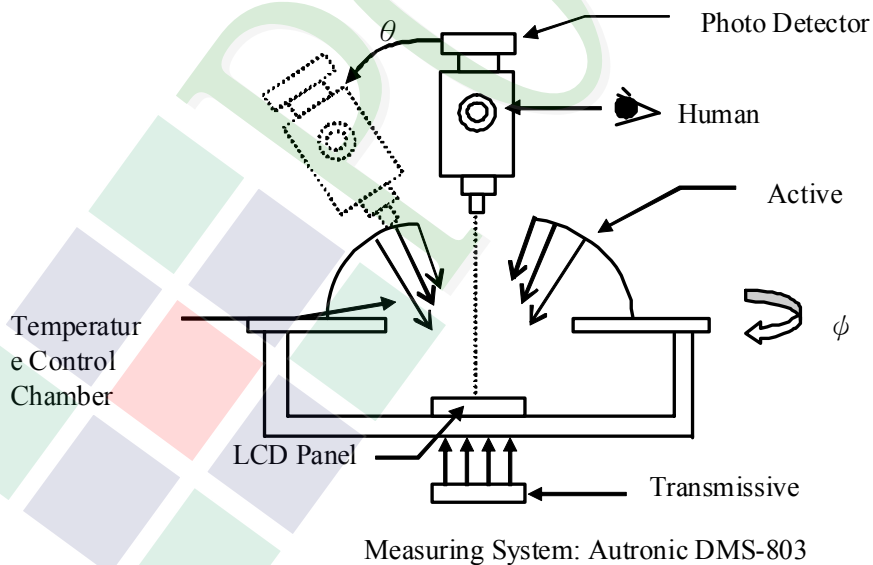 Photo Detector
θ
Human
Active
Temperatur
e Control
Chamber
ϕ
LCD Panel
Transmissive
Measuring System: Autronic DMS-803